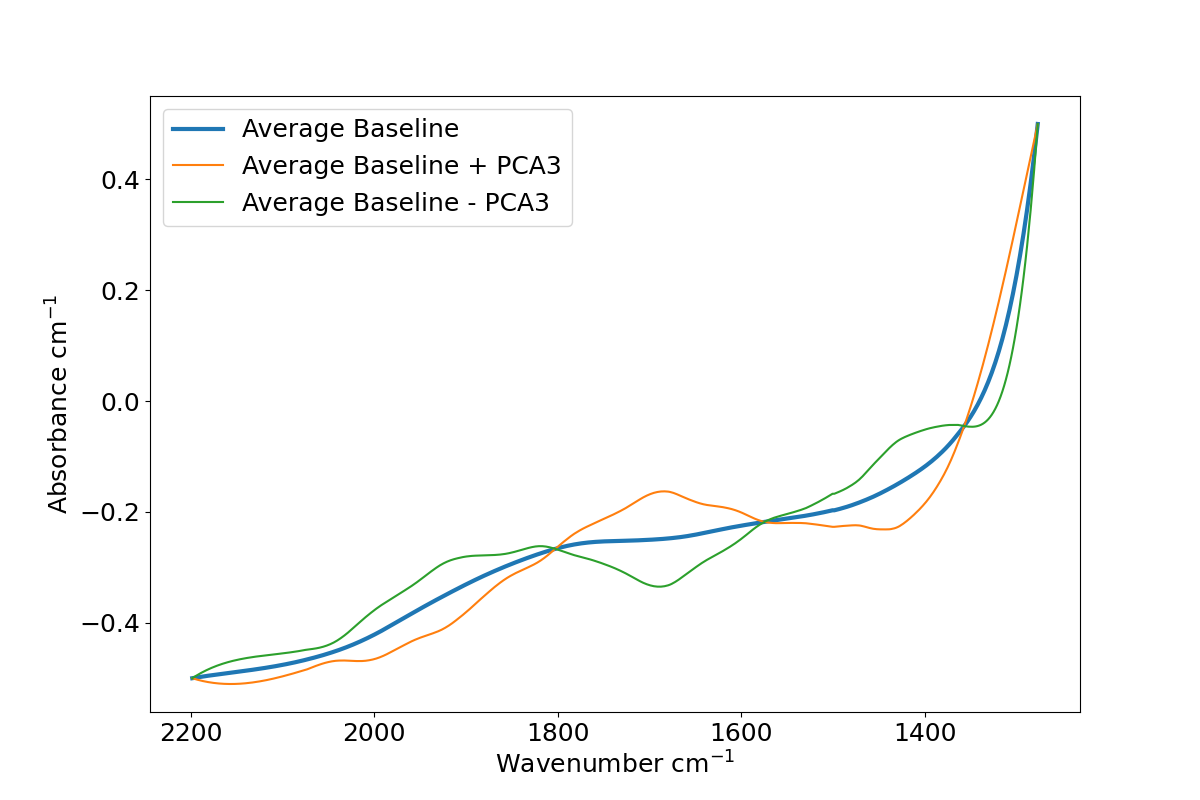 Average Baseline
Average Baseline + PCA3
Average Baseline - PCA3
0.4
0.2
0.0
−0.2
−0.4
Absorbance cm⁻¹
2200 2000 1800 1600 1400
Wavenumber cm⁻¹